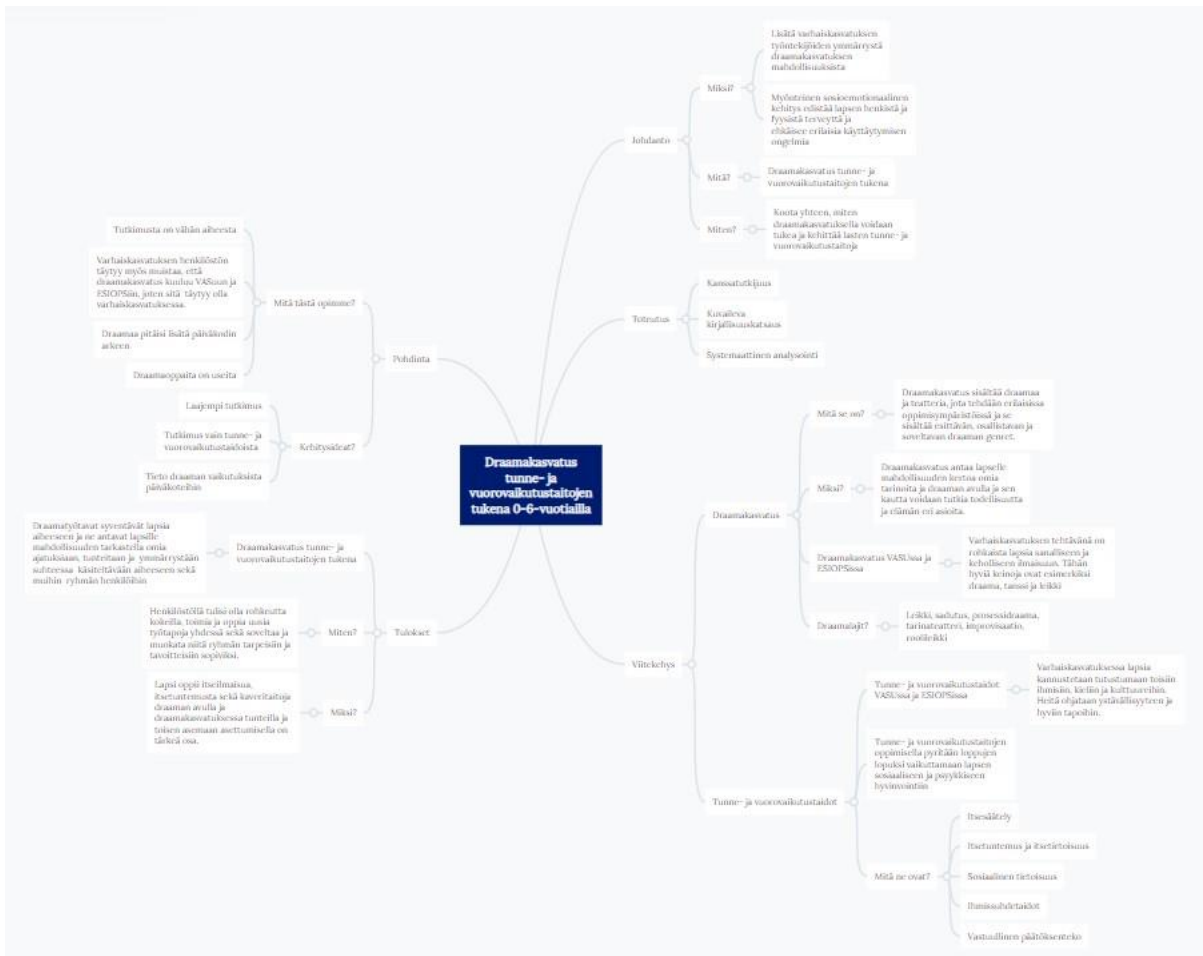 Draamakasvatus
tunne- ja
vuorovaikutustaitojen
tukena 0-6-vuotiailla
Johdanto
Miksi?
Lisätä varhaiskasvatuksen
työntekijöiden ymmärrystä
draamakasvatuksen
mahdollisuuksista
Myönteinen sosioemotionaalinen
kehitys edistää lapsen henkistä ja
fyysistä terveyttä ja
ehkäisee erilaisia käyttäytymisen
ongelmia
Mitä?
Draamakasvatus tunne- ja
vuorovaikutustaitojen tukena
Miten?
Koota yhteen, miten
draamakasvatuksella voidaan
tukea ja kehittää lasten tunne- ja
vuorovaikutustaitoja
Toteutus
Kanssatutkijuus
Kuvaileva
kirjallisuuskatsaus
Systemaattinen analysointi
Viitekehys
Draamakasvatus
Mitä se on?
Draamakasvatus sisältää draamaa
ja teatteria, jota tehdään erilaisissa
oppimisympäristöissä ja se
sisältää esittävän, osallistavan ja
soveltavan draaman genret.
Miksi?
Draamakasvatus antaa lapselle
mahdollisuuden kertoa omia
tarinoita ja draaman avulla ja sen
kautta voidaan tutkia todellisuutta
ja elämän eri asioita.
Draamakasvatus VASUssa ja
ESIOPSissa
Varhaiskasvatuksen tehtävänä on
rohkaista lapsia sanalliseen ja
keholliseen ilmaisuun. Tähän
hyviä keinoja ovat esimerkiksi
draama, tanssi ja leikki
Draamalajit?
Leikki, sadutus, prosessidraama,
tarinateatteri, improvisaatio,
roolileikki
Tunne- ja vuorovaikutustaidot
Tunne- ja vuorovaikutustaidot
VASUssa ja ESIOPSissa
Varhaiskasvatuksessa lapsia
kannustetaan tutustumaan toisiin
ihmisiin, kieliin ja kulttuureihin.
Heitä ohjataan ystävällisyyteen ja
hyviin tapoihin.
Tunne- ja vuorovaikutustaitojen
oppimisella pyritään loppujen
lopuksi vaikuttamaan lapsen
sosiaaliseen ja psyykkiseen
hyvinvointiin
Mitä ne ovat?
Itsesäätely
Itsetuntemus ja itsetietoisuus
Sosiaalinen tietoisuus
Ihmissuhdetaidot
Vastuullinen päätöksenteko
Pohdinta
Mitä tästä opimme?
Tutkimusta on vähän aiheesta
Varhaiskasvatuksen henkilöstön
täytyy myös muistaa, että
draamakasvatus kuuluu VASuun ja
ESIOPSiin, joten sitä täytyy olla
varhaiskasvatuksessa.
Draamaa pitäisi lisätä päiväkodin
arkeen
Draamaoppaita on useita
Kehitysideat?
Laajempi tutkimus
Tutkimus vain tunne- ja
vuorovaikutustaidoista
Tieto draaman vaikutuksista
päiväkoteihin
Tulokset
Draamakasvatus tunne- ja
vuorovaikutustaitojen tukena
Draamatyötavat syventävät lapsia
aiheeseen ja ne antavat lapsille
mahdollisuuden tarkastella omia
ajatuksiaan, tunteitaan ja ymmärrystään
suhteessa käsiteltävään aiheeseen sekä
muihin ryhmän henkilöihin
Miten?
Henkilöstöllä tulisi olla rohkeutta
kokeilla, toimia ja oppia uusia
työtapoja yhdessä sekä soveltaa ja
muokata niitä ryhmän tarpeisiin ja
tavoitteisiin sopiviksi.
Miksi?
Lapsi oppii itseilmaisua,
itsetuntemusta sekä kaveritaitoja
draaman avulla ja
draamakasvatuksessa tunteilla ja
toisen asemaan asettumisella on
tärkeä osa.